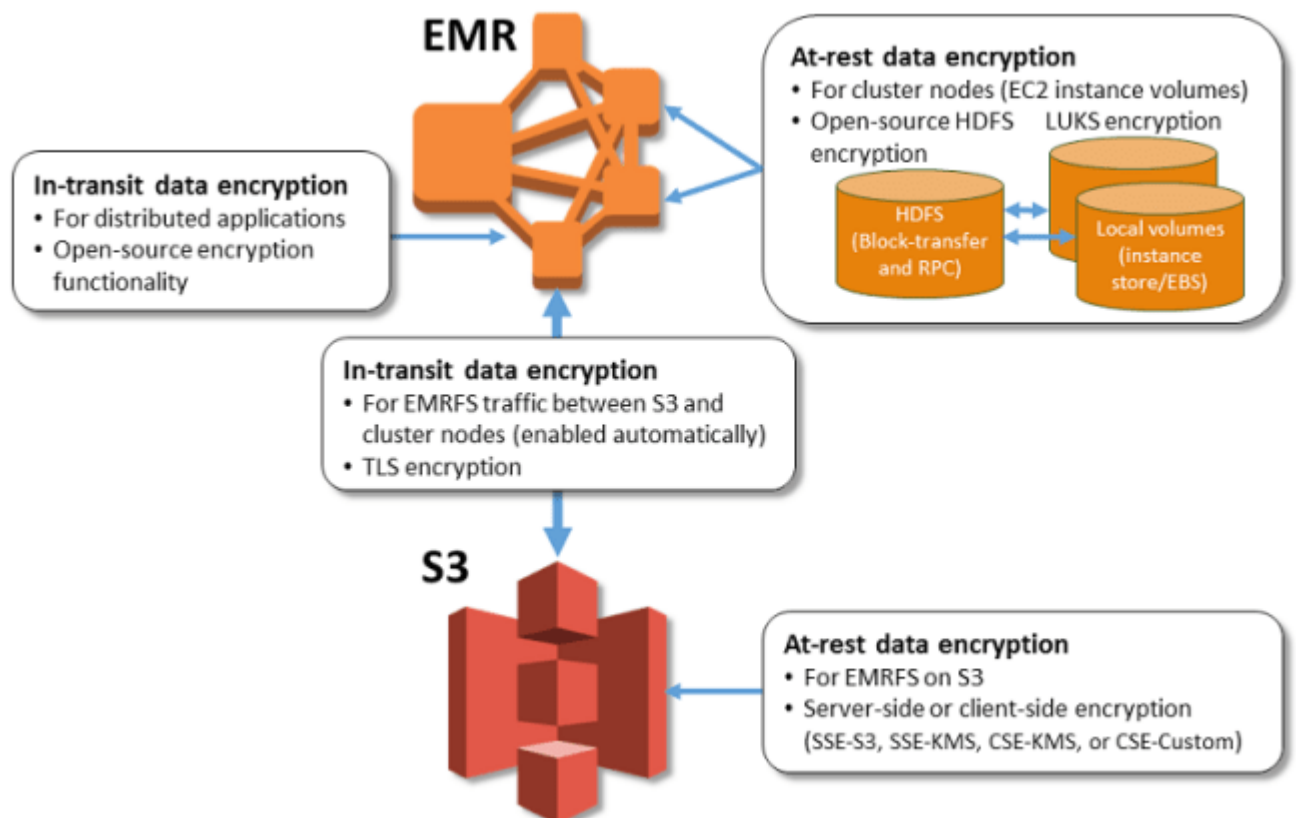 EMR
At-rest data encryption
• For cluster nodes (EC2 instance volumes)
• Open-source HDFS
encryption
LUKS encryption
HDFS
(Block-transfer
and RPC)
Local volumes
(instance
store/EBS)
In-transit data encryption
• For distributed applications
• Open-source encryption
functionality
In-transit data encryption
• For EMRFS traffic between S3 and
cluster nodes (enabled automatically)
• TLS encryption
S3
At-rest data encryption
• For EMRFS on S3
• Server-side or client-side encryption
(SSE-S3, SSE-KMS, CSE-KMS, or CSE-Custom)